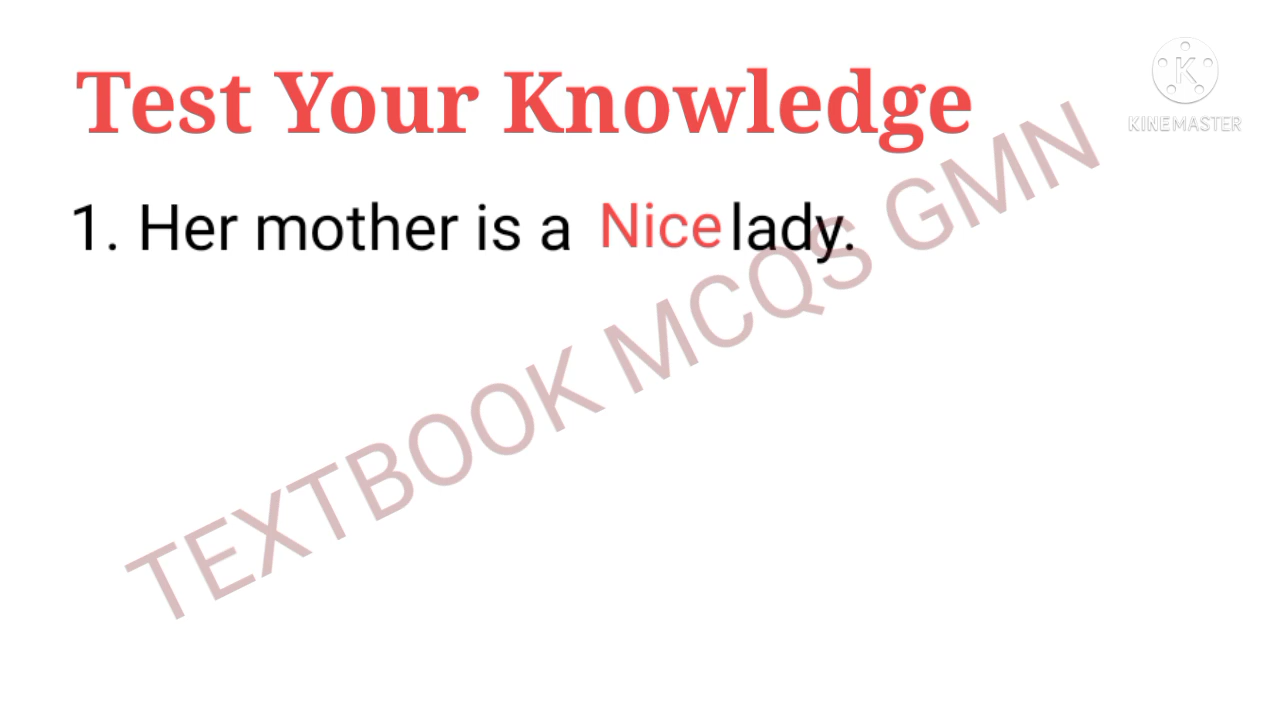 Test Your Knowledge
K
KINEMASTER
1. Her mother is a Nice lady.
TEXTBOOK MCQS GMN